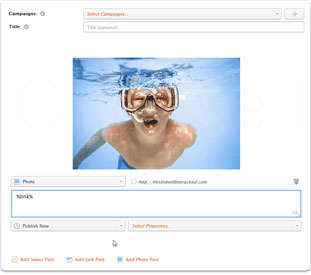 Campaigns: Select Campaigns...
Title: Title (optional)
Photo http://thislinkwillbetracked.com
%link%
Publish Now Select Properties...
Add Status Post Add Link Post Add Photo Post